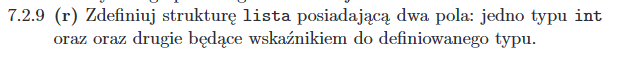 7.2.9 (r) Zdefiniuj strukturę lista posiadającą dwa pola: jedno typu int
oraz oraz drugie będące wskaźnikiem do definiowanego typu.